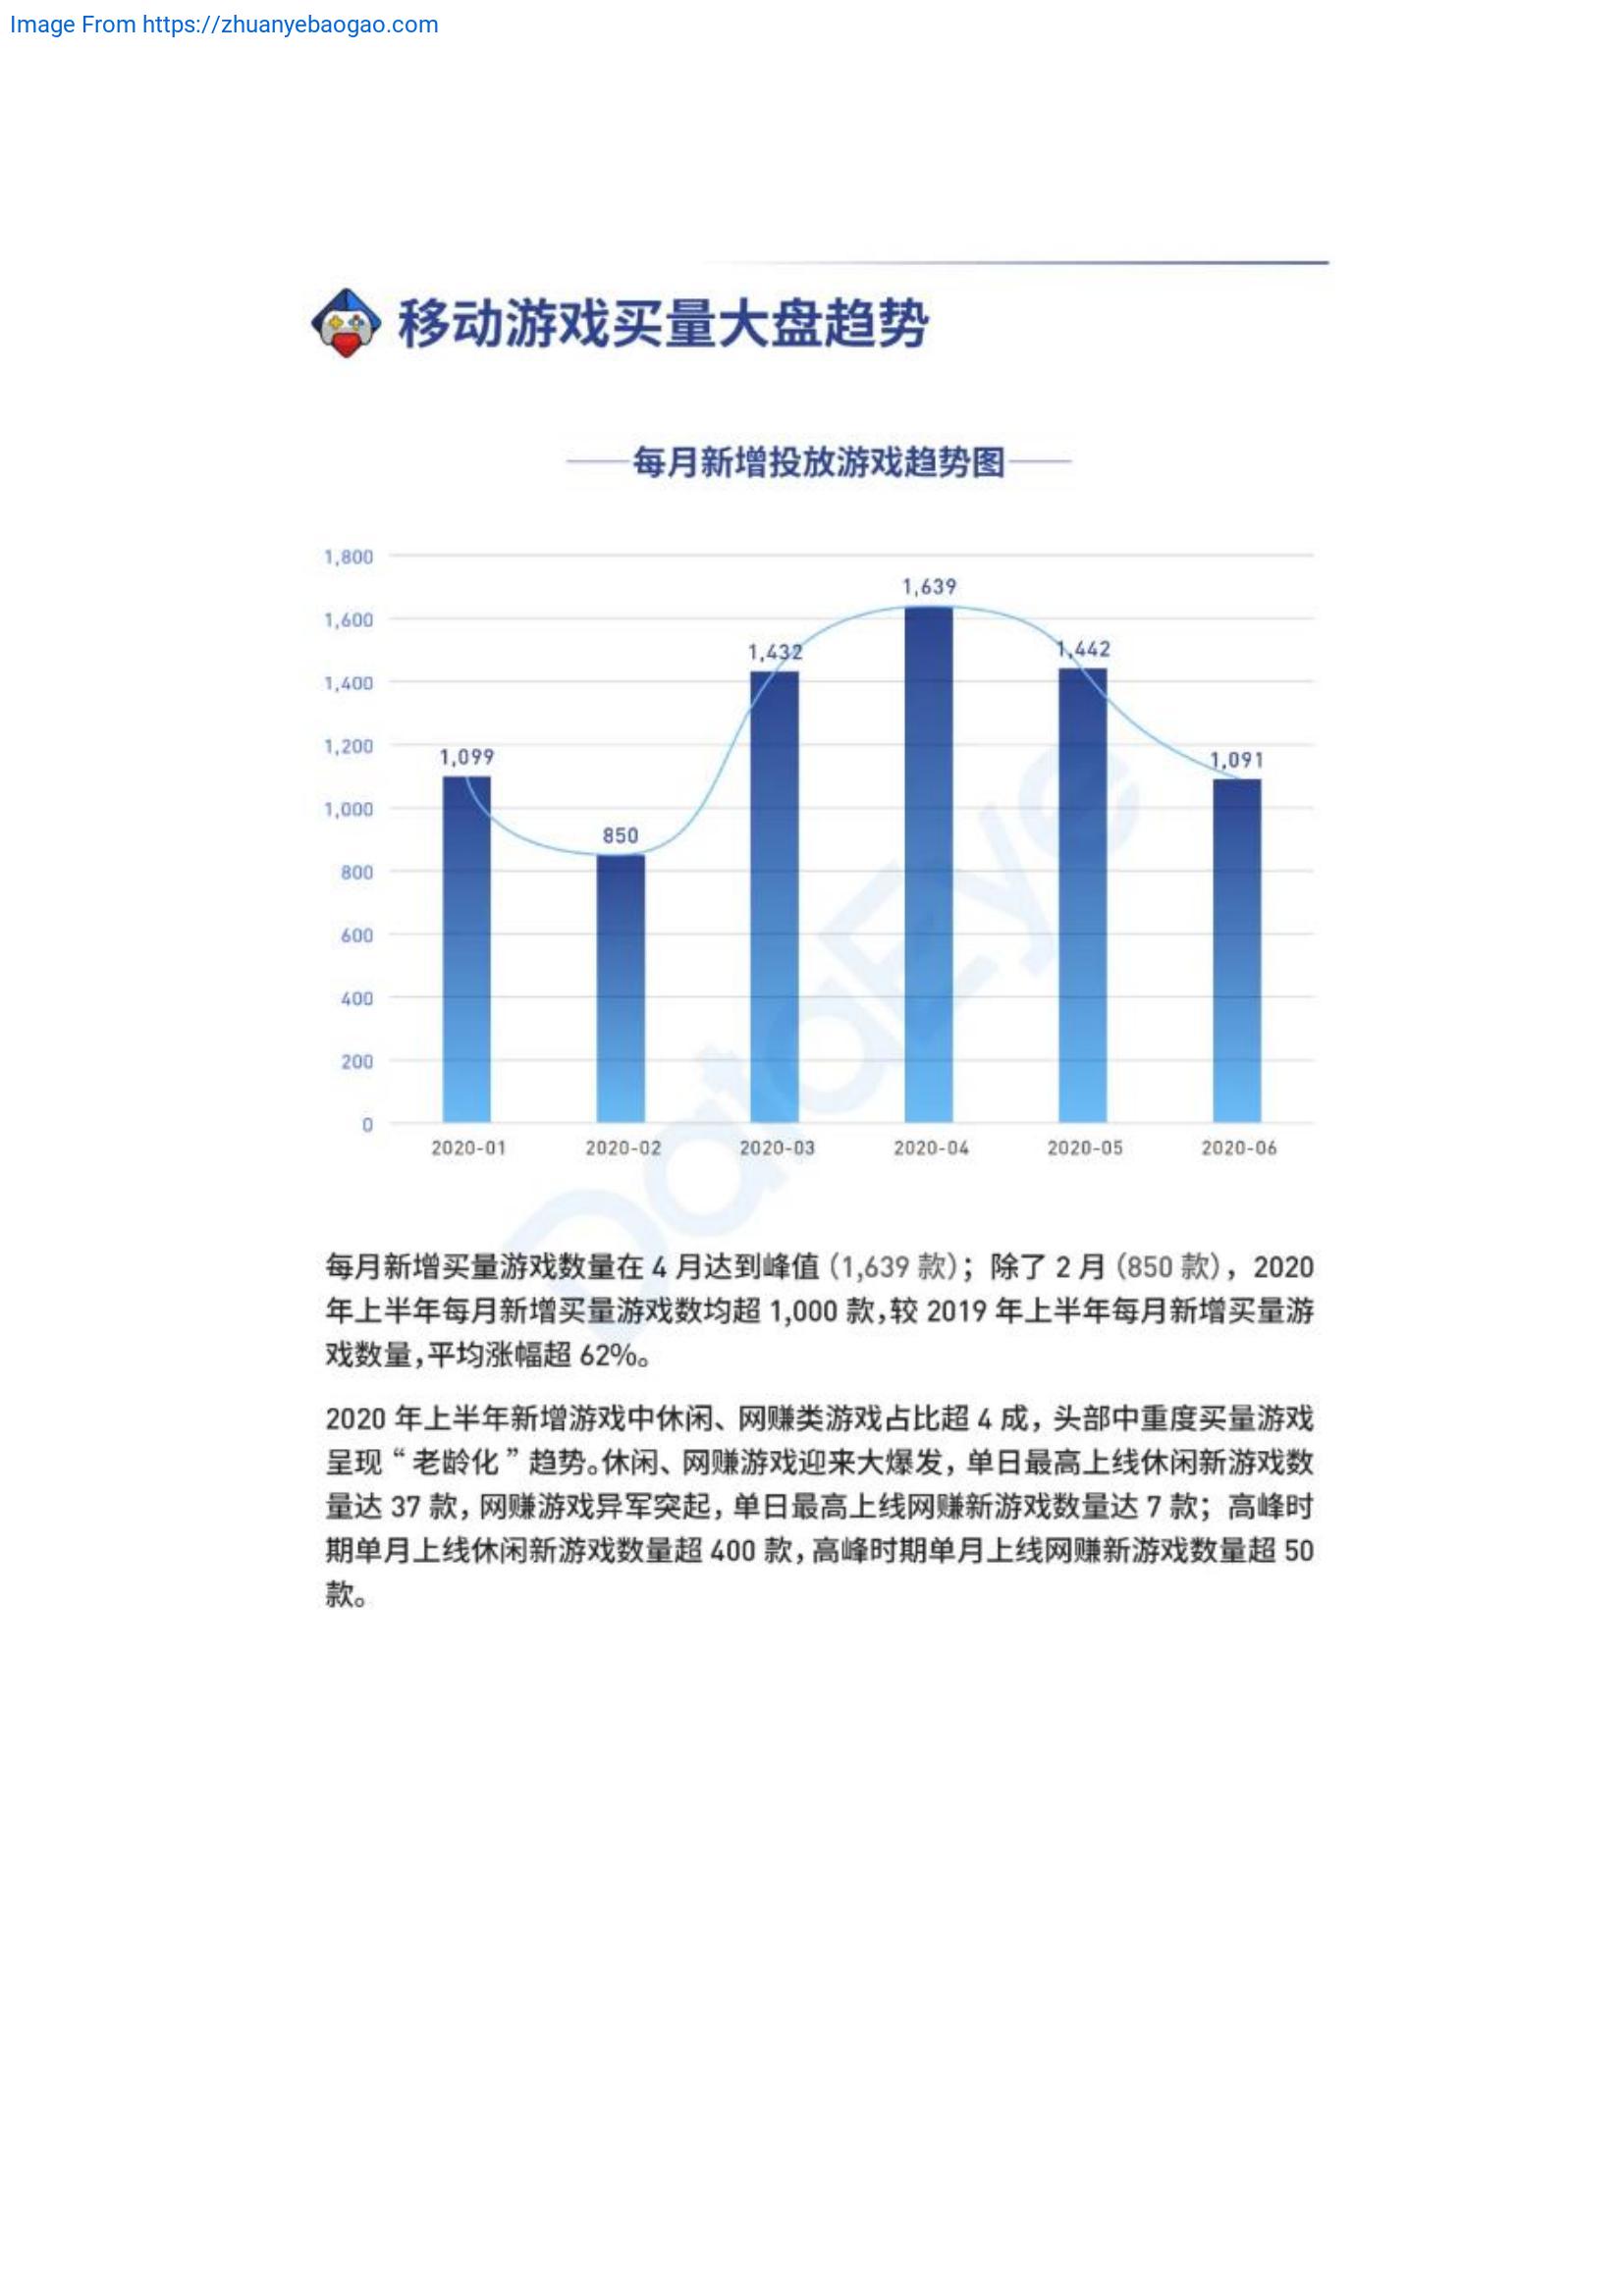 Image From https://zhuanyebaogao.com
移动游戏买量大盘趋势
每月新增投放游戏趋势图
1,800
1,600
1,400
1,200
1,000
800
600
400
200
0
1,099
850
1,432
1,639
1,442
1,091
2020-01 2020-02 2020-03 2020-04 2020-05 2020-06
DataEye
每月新增买量游戏数量在 4 月达到峰值（1,639 款）；除了 2 月（850 款），2020
年上半年每月新增买量游戏数均超 1,000 款，较 2019 年上半年每月新增买量游
戏数量，平均涨幅超 62%。
2020 年上半年新增游戏中休闲、网赚类游戏占比超 4 成，头部中重度买量游戏
呈现“老龄化”趋势。休闲、网赚游戏迎来大爆发，单日最高上线休闲新游戏数
量达 37 款，网赚游戏异军突起，单日最高上线网赚新游戏数量达 7 款；高峰时
期单月上线休闲新游戏数量超 400 款，高峰时期单月上线网赚新游戏数量超 50
款。